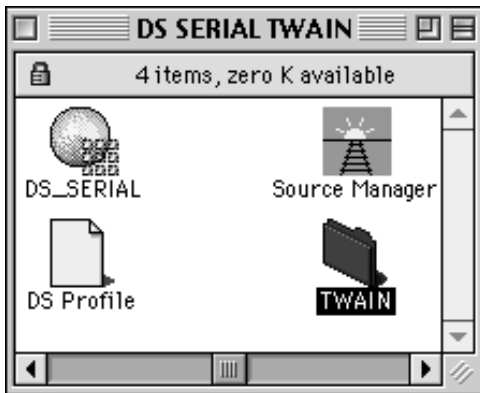 DS SERIAL TWAIN
4 items, zero K available
DS_SERIAL
Source Manager
DS Profile
TWAIN